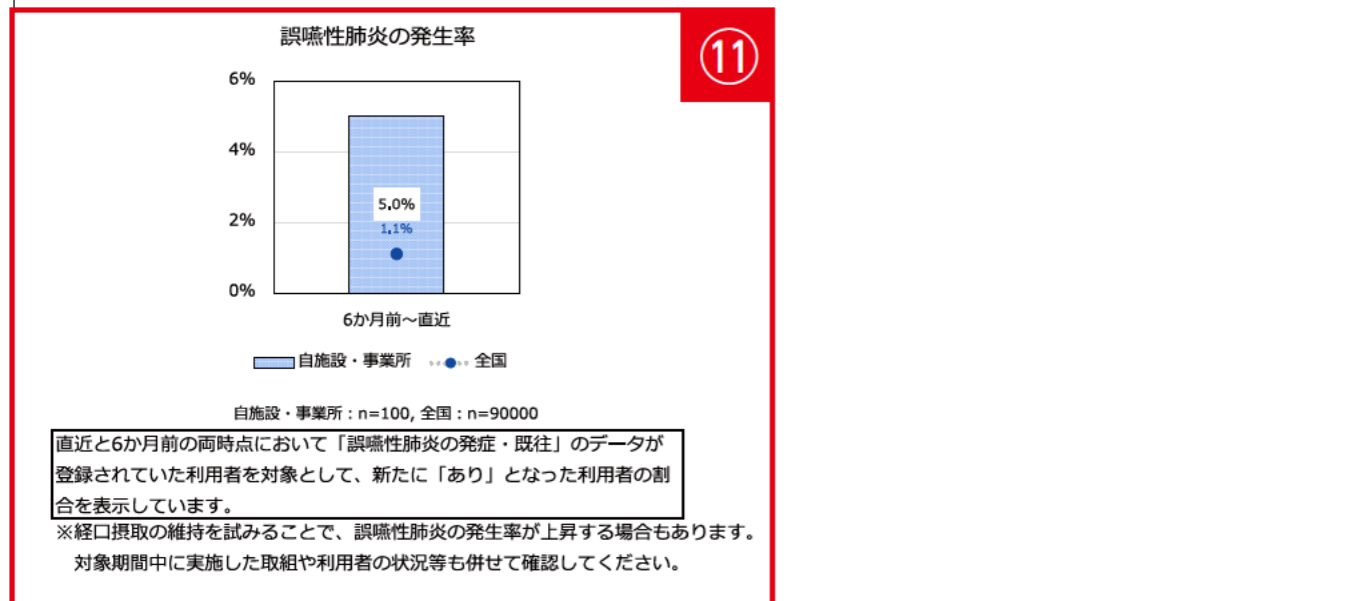 誤嚥性肺炎の発生率
⑪
6%
4%
2%
0%
5.0%
1.1%
6か月前～直近
自施設・事業所 全国
自施設・事業所：n=100, 全国：n=90000
直近と6か月前の両時点において「誤嚥性肺炎の発症・既往」のデータが
登録されていた利用者を対象として、新たに「あり」となった利用者の割
合を表示しています。
※経口摂取の維持を試みることで、誤嚥性肺炎の発生率が上昇する場合もあります。
対象期間中に実施した取組や利用者の状況等も併せて確認してください。